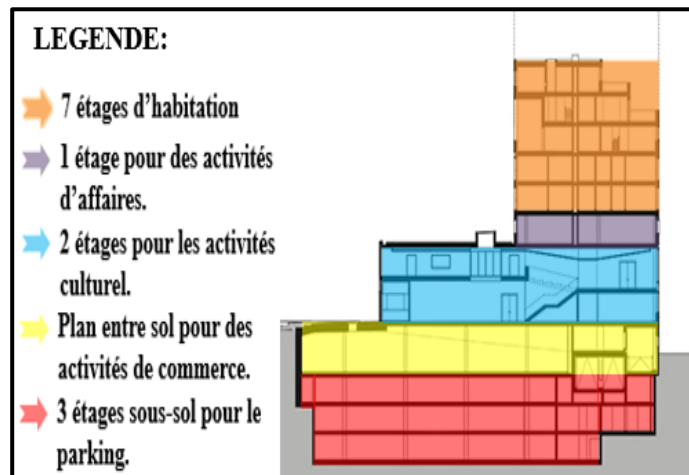 LEGENDE:
7 étages d'habitation
1 étage pour des activités
d'affaires.
2 étages pour les activités
culturel.
Plan entre sol pour des
activités de commerce.
3 étages sous-sol pour le
parking.